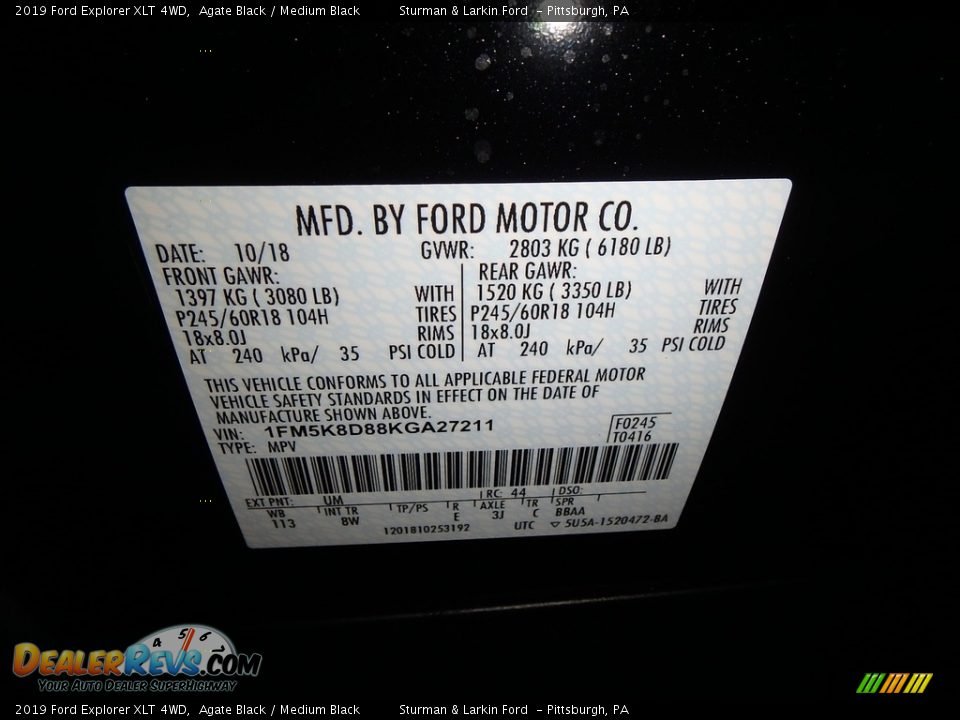 2019 Ford Explorer XLT 4WD, Agate Black / Medium Black Sturman & Larkin Ford - Pittsburgh, PA
MFD. BY FORD MOTOR CO.
DATE: 10/18 GVWR: 2803 KG ( 6180 LB)
FRONT GAWR: REAR GAWR:
1397 KG ( 3080 LB) WITH 1520 KG ( 3350 LB) WITH
P245/60R18 104H TIRES P245/60R18 104H TIRES
18x8.0J RIMS 18x8.0J RIMS
AT 240 kPa/ 35 PSI COLD AT 240 kPa/ 35 PSI COLD
THIS VEHICLE CONFORMS TO ALL APPLICABLE FEDERAL MOTOR
VEHICLE SAFETY STANDARDS IN EFFECT ON THE DATE OF
MANUFACTURE SHOWN ABOVE.
VIN: 1FM5K8D88KGA27211 F0245
TYPE: MPV T0416
EXT PNT: UM RC: 44 DSO:
WB INT TR TP/PS R AXLE TR SPR
113 BW E 3J C BBAA
1201810253192 UTC ▽ 5U5A-1520472-BA
4 5 6 7
DEALERREVS.COM
YOUR AUTO DEALER SUPERHIGHWAY
2019 Ford Explorer XLT 4WD, Agate Black / Medium Black Sturman & Larkin Ford - Pittsburgh, PA